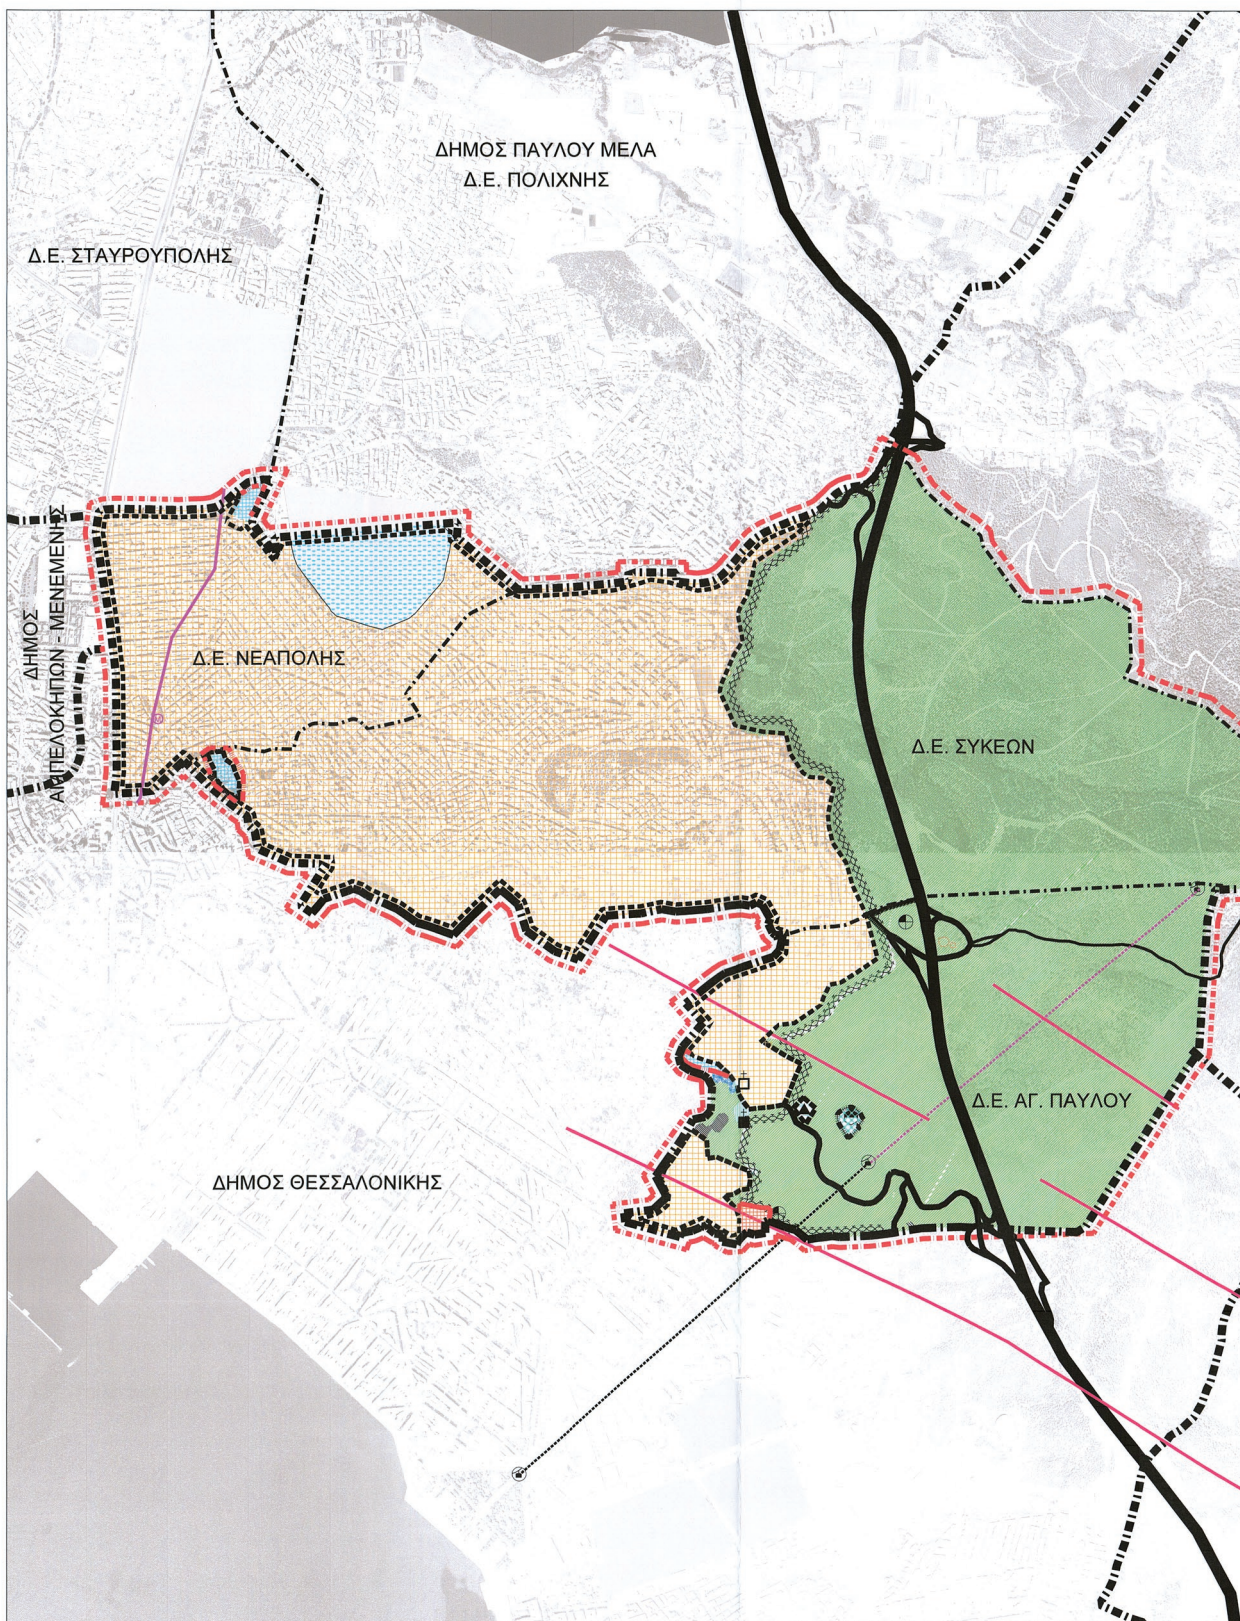 ΔΗΜΟΣ ΠΑΥΛΟΥ ΜΕΛΑ
Δ.Ε. ΠΟΛΙΧΝΗΣ
Δ.Ε. ΣΤΑΥΡΟΥΠΟΛΗΣ
ΔΗΜΟΣ
ΑΜΠΕΛΟΚΗΠΩΝ - ΜΕΝΕΜΕΝΗΣ
Δ.Ε. ΝΕΑΠΟΛΗΣ
Δ.Ε. ΣΥΚΕΩΝ
Δ.Ε. ΑΓ. ΠΑΥΛΟΥ
ΔΗΜΟΣ ΘΕΣΣΑΛΟΝΙΚΗΣ